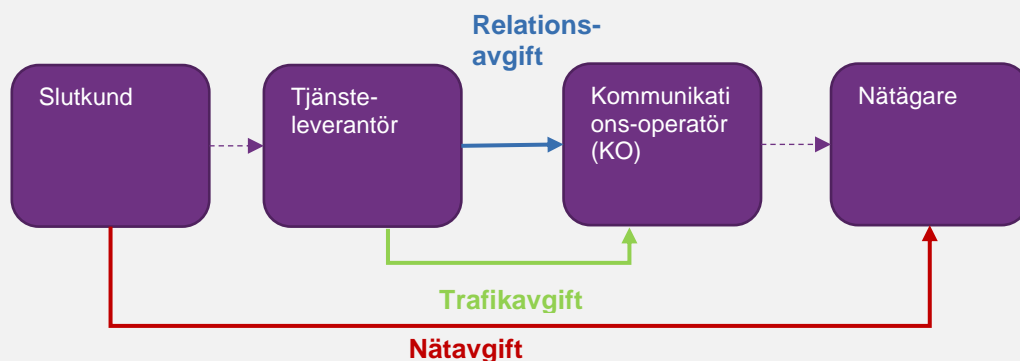 Relations-
avgift
Slutkund
Tjänste-
leverantör
Kommunikati
ons-operatör
(KO)
Nätägare
Trafikavgift
Nätavgift